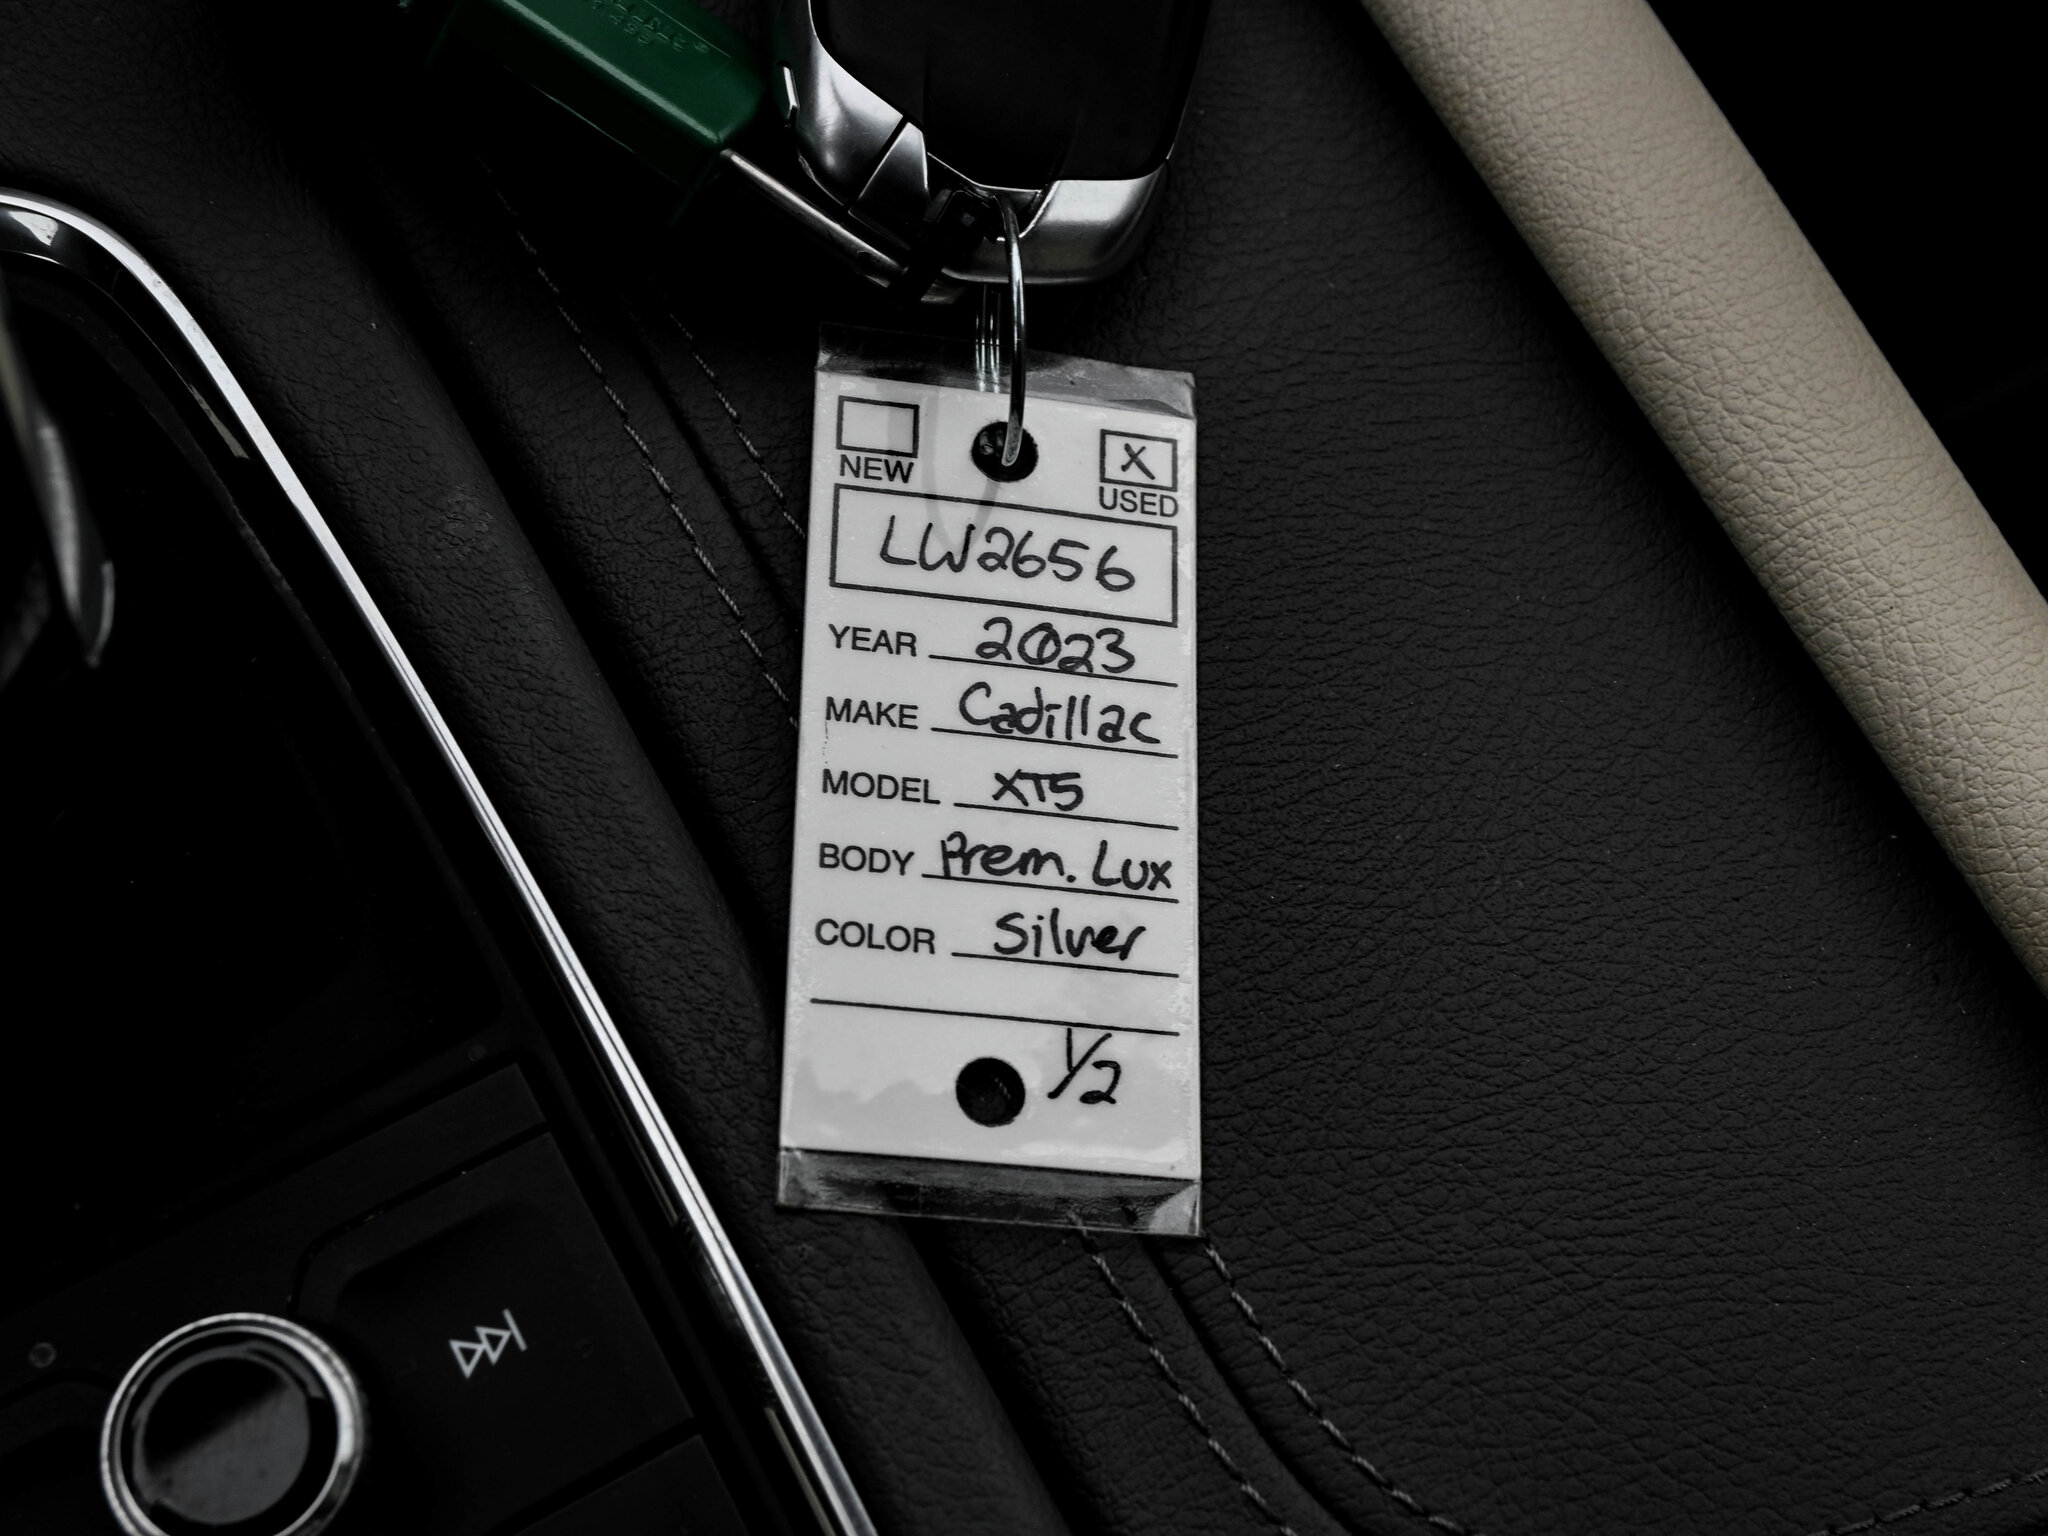 NEW X USED
LW2656
YEAR 2023
MAKE Cadillac
MODEL XT5
BODY Prem. Lux
COLOR Silver
1/2